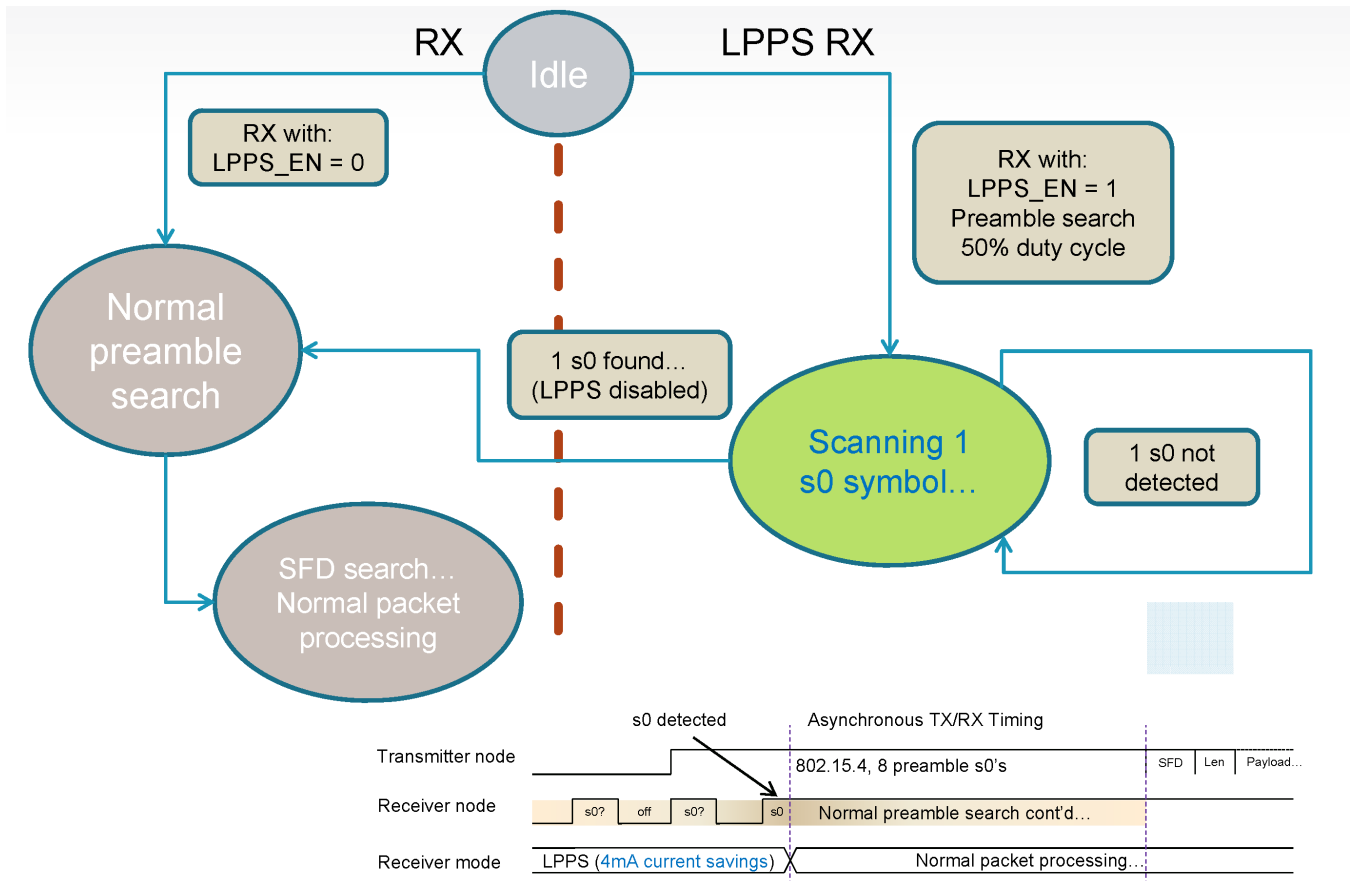 RX
LPPS RX
Idle
RX with:
LPPS_EN = 0
RX with:
LPPS_EN = 1
Preamble search
50% duty cycle
Normal
preamble
search
1 s0 found…
(LPPS disabled)
Scanning 1
s0 symbol…
1 s0 not
detected
SFD search…
Normal packet
processing
s0 detected
Asynchronous TX/RX Timing
Transmitter node
802.15.4, 8 preamble s0’s
SFD
Len
Payload…
Receiver node
s0?
off
s0?
s0
Normal preamble search cont’d…
Receiver mode
LPPS (4mA current savings)
Normal packet processing…